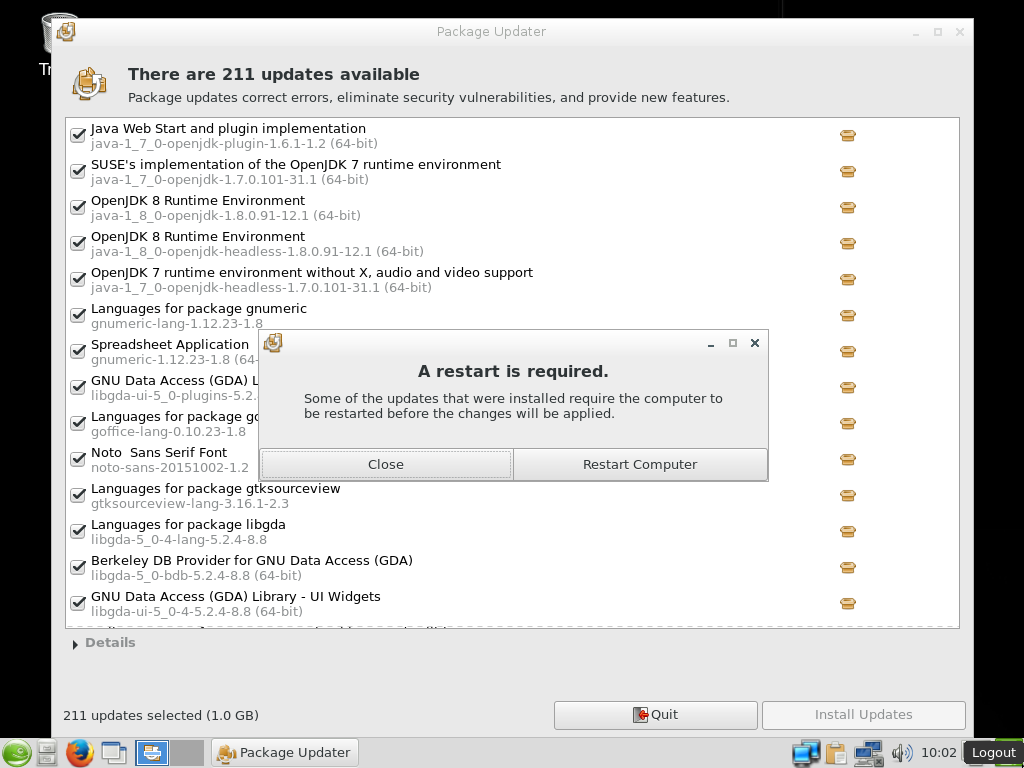 Package Updater
There are 211 updates available
Package updates correct errors, eliminate security vulnerabilities, and provide new features.
Java Web Start and plugin implementation
java-1_7_0-openjdk-plugin-1.6.1-1.2 (64-bit)
SUSE's implementation of the OpenJDK 7 runtime environment
java-1_7_0-openjdk-1.7.0.101-31.1 (64-bit)
OpenJDK 8 Runtime Environment
java-1_8_0-openjdk-1.8.0.91-12.1 (64-bit)
OpenJDK 8 Runtime Environment
java-1_8_0-openjdk-headless-1.8.0.91-12.1 (64-bit)
OpenJDK 7 runtime environment without X, audio and video support
java-1_7_0-openjdk-headless-1.7.0.101-31.1 (64-bit)
Languages for package gnumeric
gnumeric-lang-1.12.23-1.8
Spreadsheet Application
gnumeric-1.12.23-1.8 (64-
GNU Data Access (GDA) L
libgda-ui-5_0-plugins-5.2.
Languages for package go
goffice-lang-0.10.23-1.8
Noto  Sans Serif Font
noto-sans-20151002-1.2
Languages for package gtksourceview
gtksourceview-lang-3.16.1-2.3
Languages for package libgda
libgda-5_0-4-lang-5.2.4-8.8
Berkeley DB Provider for GNU Data Access (GDA)
libgda-5_0-bdb-5.2.4-8.8 (64-bit)
GNU Data Access (GDA) Library - UI Widgets
libgda-ui-5_0-4-5.2.4-8.8 (64-bit)
A restart is required.
Some of the updates that were installed require the computer to
be restarted before the changes will be applied.
Close
Restart Computer
Details
211 updates selected (1.0 GB)
Quit
Install Updates
Package Updater
10:02
Logout